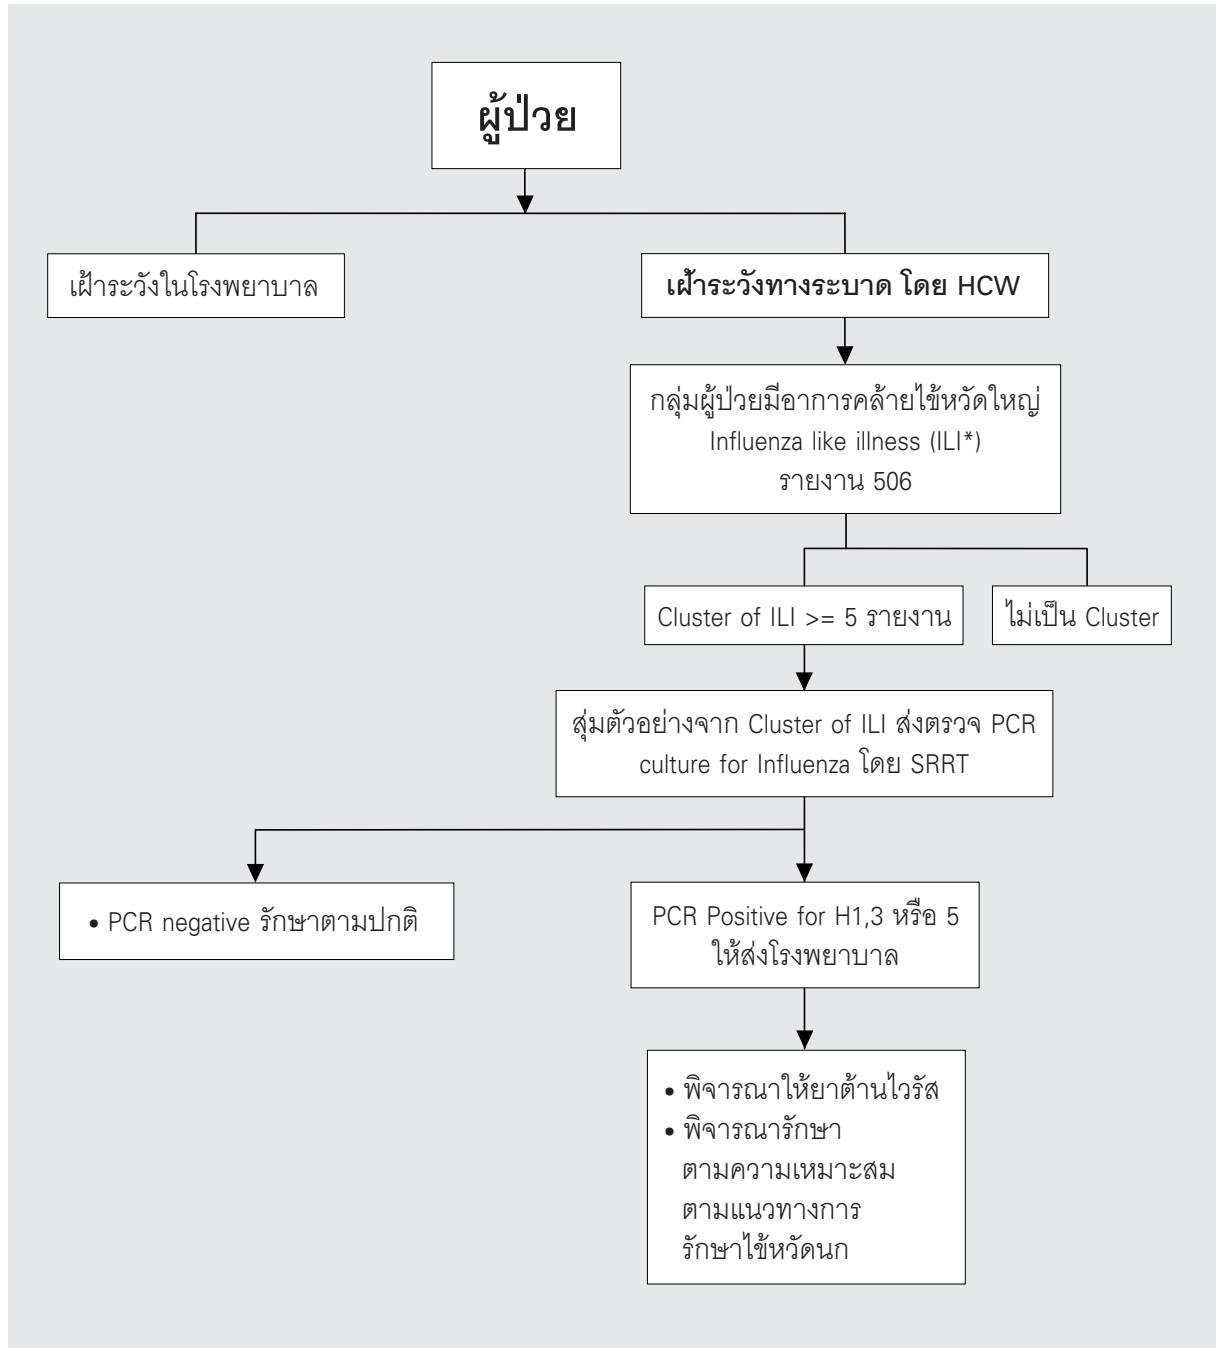 ผู้ป่วย
เฝ้าระวังในโรงพยาบาล
เฝ้าระวังทางระบาด โดย HCW
กลุ่มผู้ป่วยมีอาการคล้ายไข้หวัดใหญ่
Influenza like illness (ILI*)
รายงาน 506
Cluster of ILI >= 5 รายงาน
ไม่เป็น Cluster
สุ่มตัวอย่างจาก Cluster of ILI ส่งตรวจ PCR
culture for Influenza โดย SRRT
• PCR negative รักษาตามปกติ
PCR Positive for H1,3 หรือ 5
ให้ส่งโรงพยาบาล
• พิจารณาให้ยาต้านไวรัส
• พิจารณารักษา
ตามความเหมาะสม
ตามแนวทางการ
รักษาไข้หวัดนก